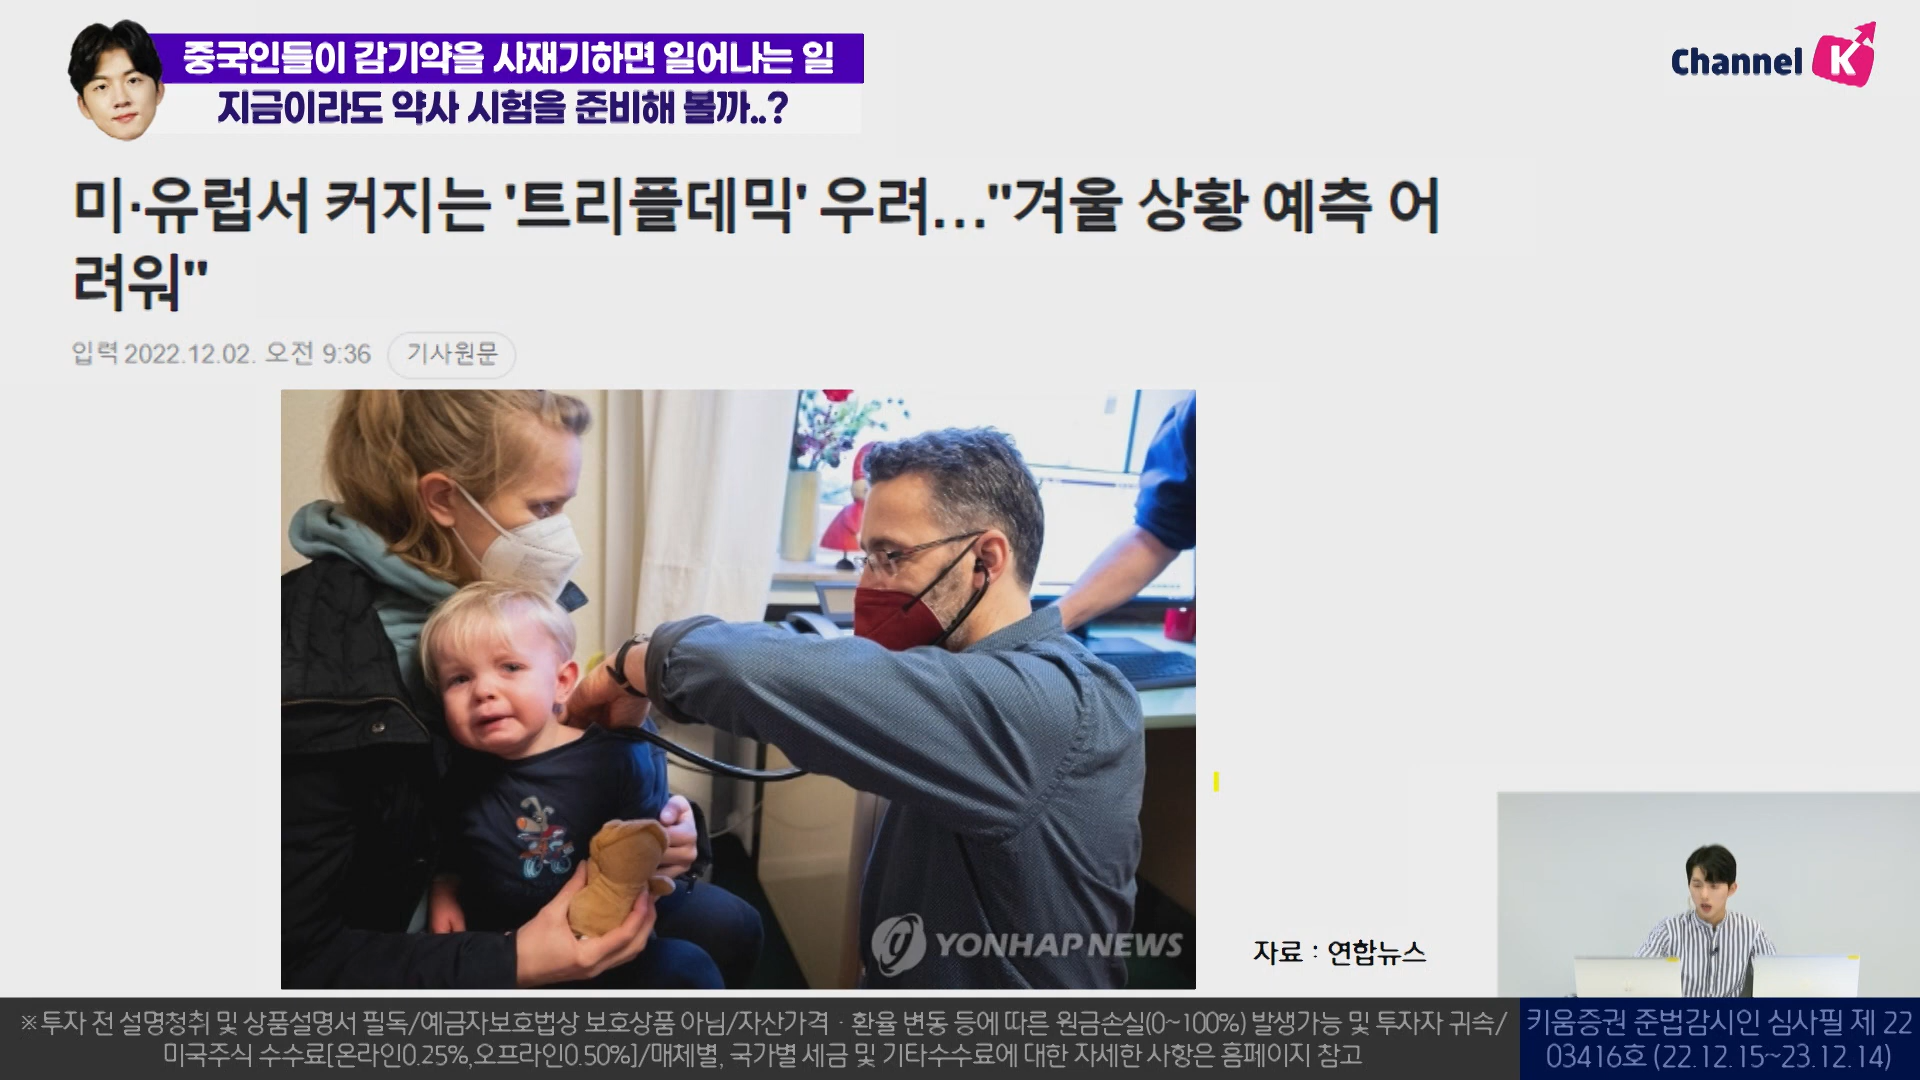 중국인들이 감기약을 사재기하면 일어나는 일
지금이라도 약사 시험을 준비해 볼까..?
Channel K
미·유럽서 커지는 '트리플데믹' 우려…"겨울 상황 예측 어
려워"
입력 2022.12.02. 오전 9:36 기사원문
YONHAP NEWS
자료 : 연합뉴스
※투자 전 설명청취 및 상품설명서 필독/예금자보호법상 보호상품 아님/자산가격 · 환율 변동 등에 따른 원금손실(0~100%) 발생가능 및 투자자 귀속/
미국주식 수수료[온라인0.25%,오프라인0.50%]/매체별, 국가별 세금 및 기타수수료에 대한 자세한 사항은 홈페이지 참고
키움증권 준법감시인 심사필 제 22
03416호 (22.12.15~23.12.14)